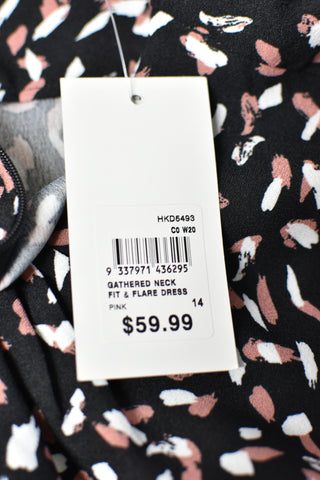 HKD5493
C0 W20
9 337971 436295
GATHERED NECK
FIT & FLARE DRESS
PINK 14
$59.99